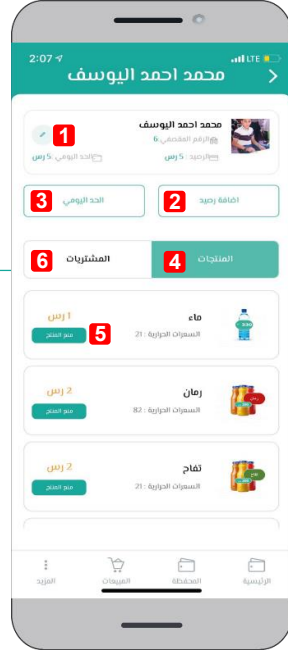 2:07
LTE
محمد احمد اليوسف
محمد احمد اليوسف
1
الرقم المقصفي: 6
الرصيد : 5 رس
الحد اليومي : 5 رس
اضافة رصيد
2
الحد اليومي
3
المنتجات
4
المشتريات
6
ماء
1 رس
السعرات الحرارية : 21
منع المنتج
5
رمان
2 رس
السعرات الحرارية : 82
منع المنتج
تفاح
2 رس
السعرات الحرارية : 21
منع المنتج
الرئيسية
المحفظة
المبيعات
المزيد